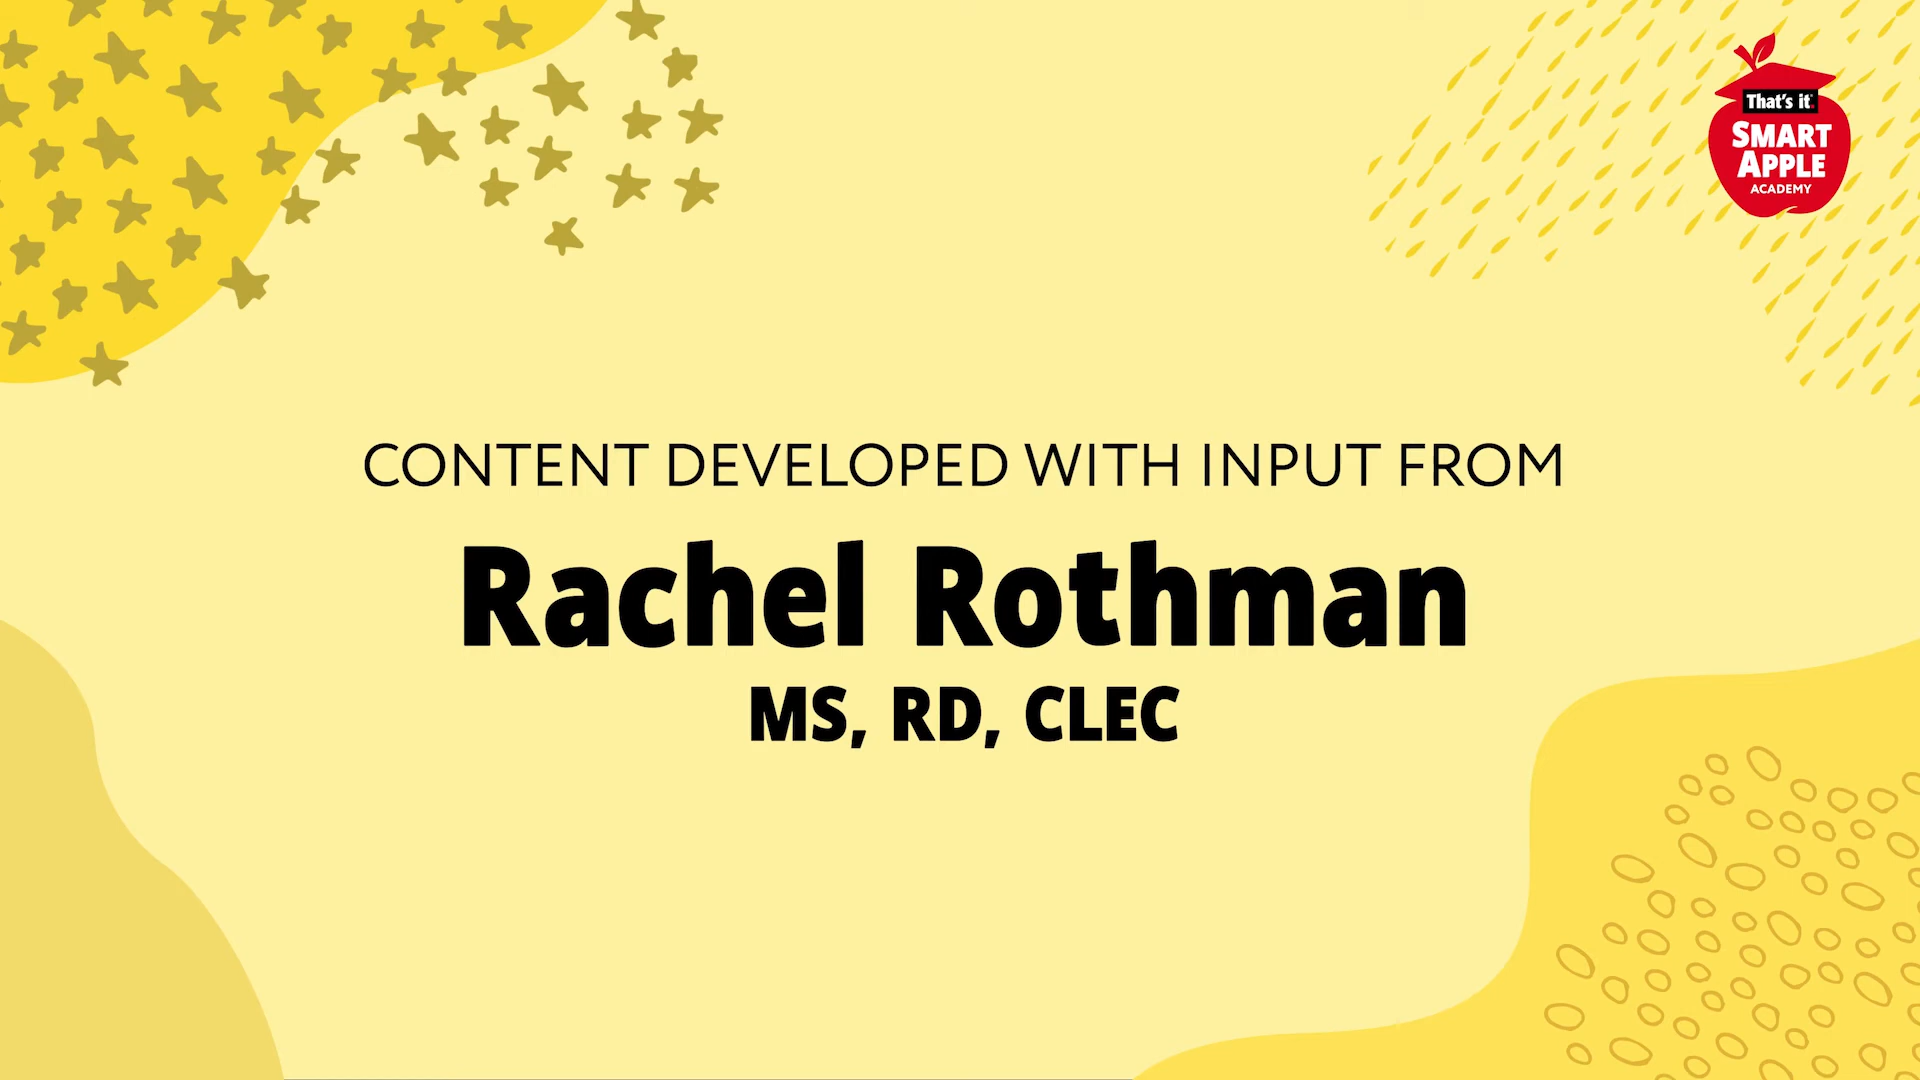 That's it.
SMART
APPLE
ACADEMY
CONTENT DEVELOPED WITH INPUT FROM
Rachel Rothman
MS, RD, CLEC